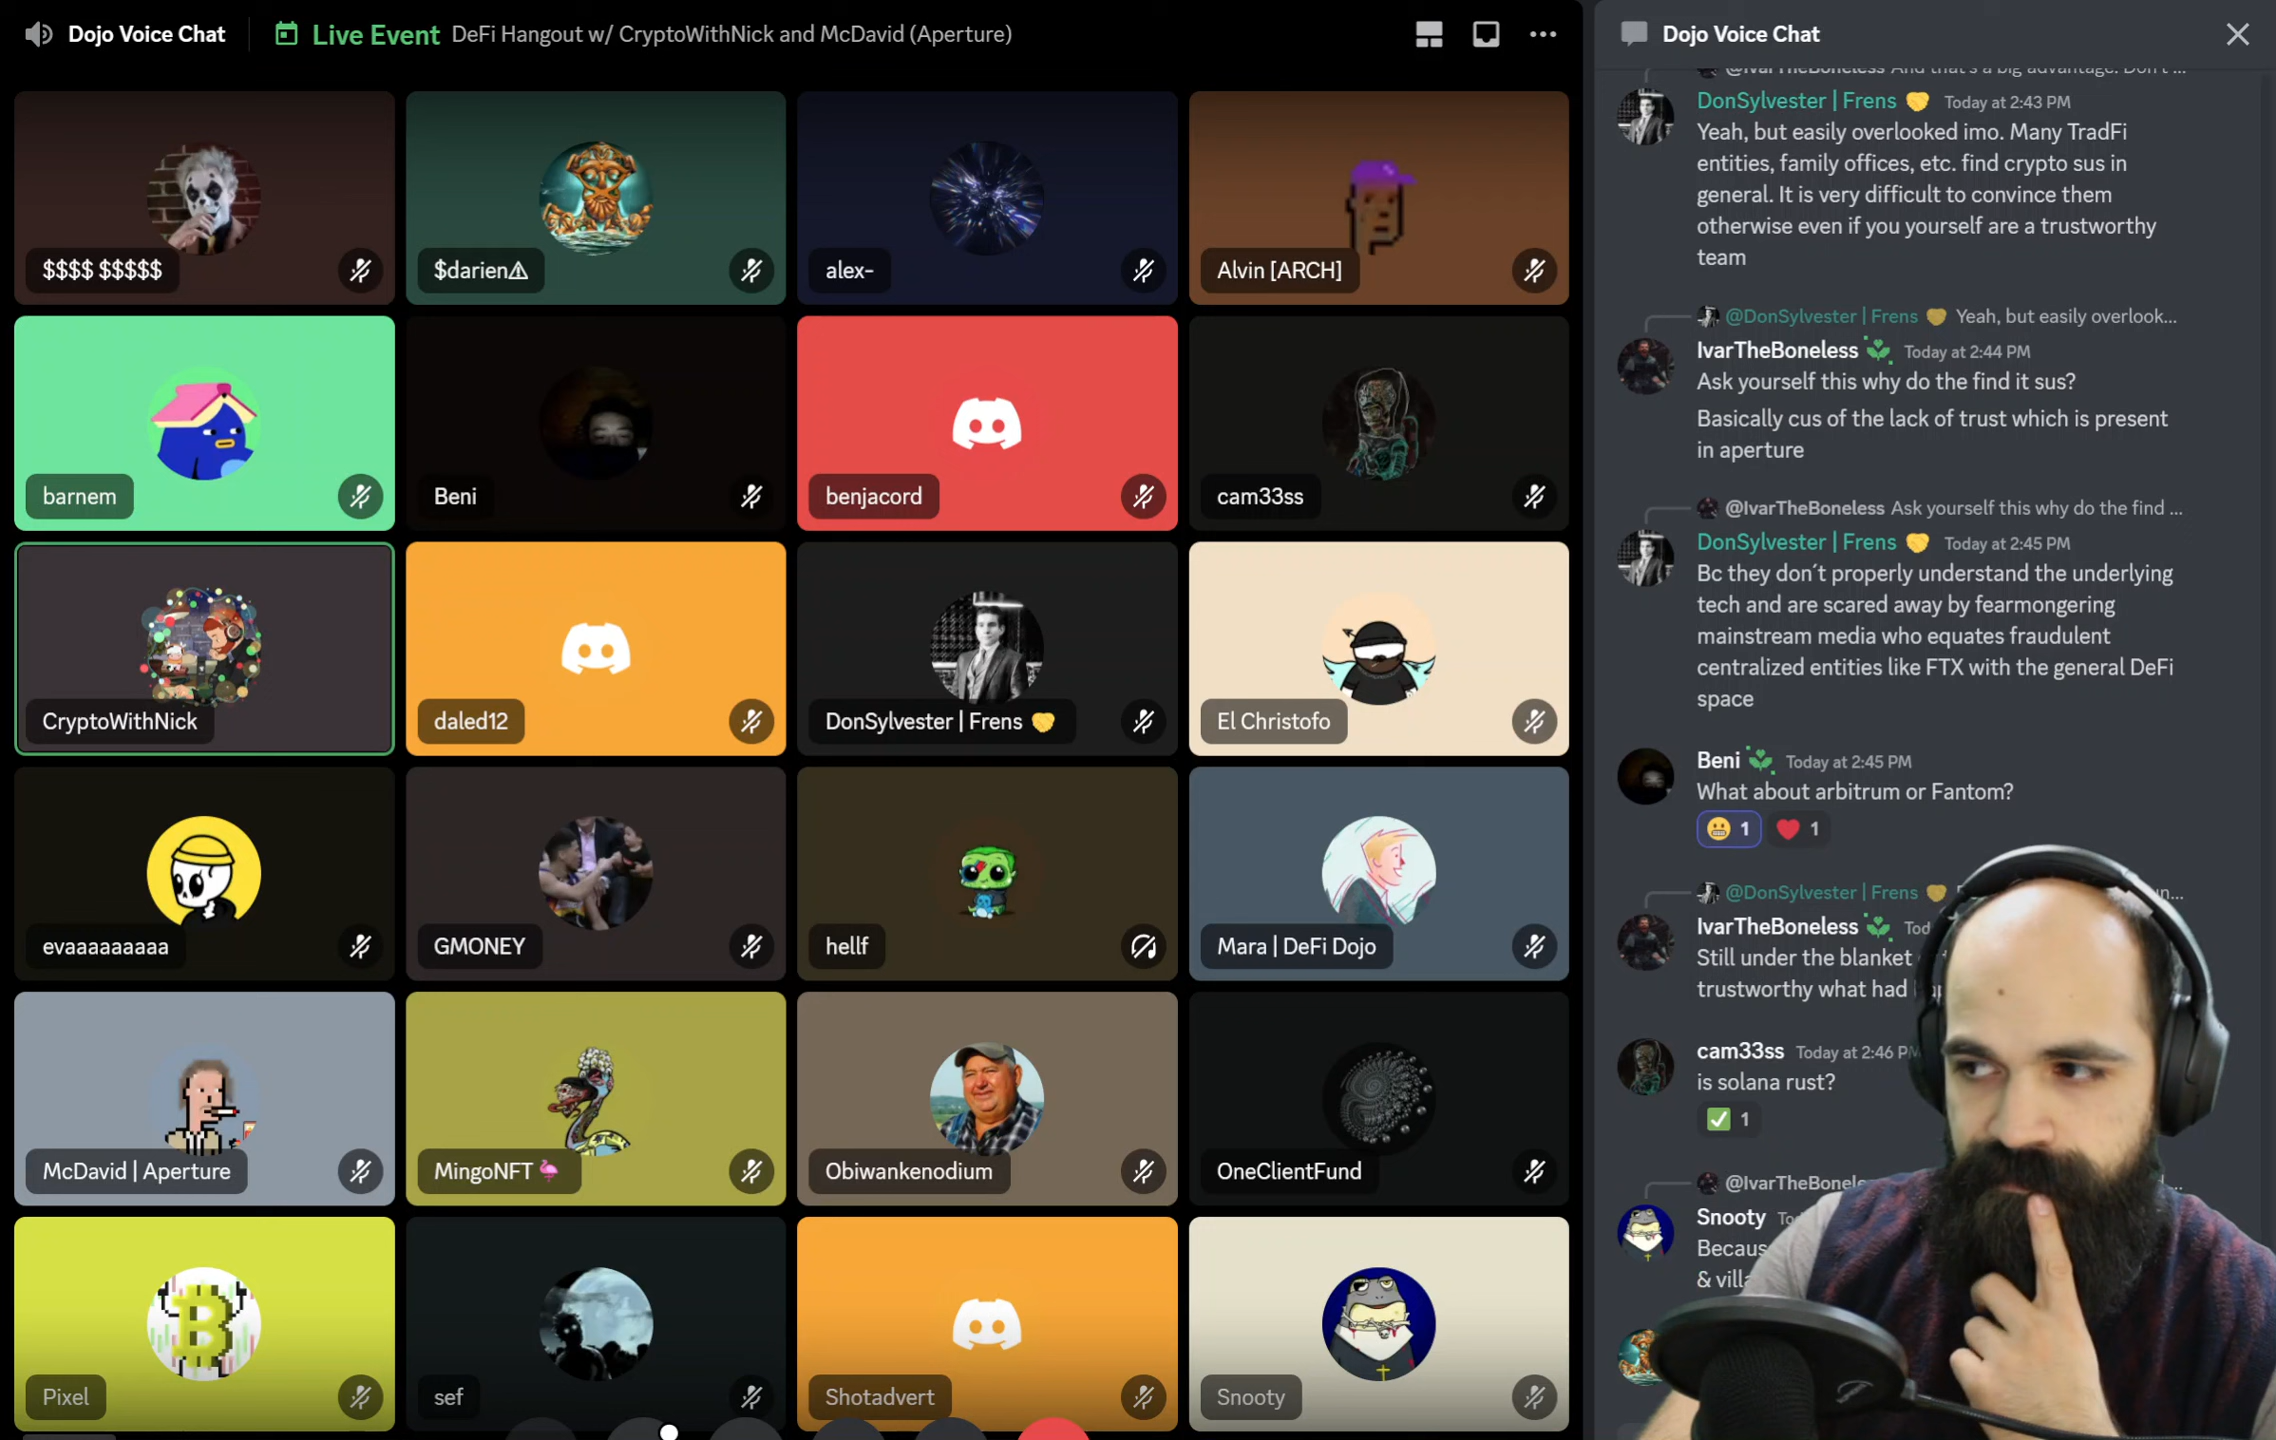 Dojo Voice Chat
Live Event DeFi Hangout w/ CryptoWithNick and McDavid (Aperture)
$$$$ $$$$$
$darien⚠
alex-
Alvin [ARCH]
barnem
Beni
benjacord
cam33ss
CryptoWithNick
daled12
DonSylvester | Frens 🤝
El Christofo
evaaaaaaaaa
GMONEY
hellf
Mara | DeFi Dojo
McDavid | Aperture
MingoNFT🦩
Obiwankenodium
OneClientFund
Pixel
sef
Shotadvert
Snooty
Dojo Voice Chat
@IvarTheBoneless And that's a big advantage. Don't ...
DonSylvester | Frens 🤝 Today at 2:43 PM
Yeah, but easily overlooked imo. Many TradFi
entities, family offices, etc. find crypto sus in
general. It is very difficult to convince them
otherwise even if you yourself are a trustworthy
team
@DonSylvester | Frens 🤝 Yeah, but easily overlook...
IvarTheBoneless Today at 2:44 PM
Ask yourself this why do the find it sus?
Basically cus of the lack of trust which is present
in aperture
@IvarTheBoneless Ask yourself this why do the find ...
DonSylvester | Frens 🤝 Today at 2:45 PM
Bc they don´t properly understand the underlying
tech and are scared away by fearmongering
mainstream media who equates fraudulent
centralized entities like FTX with the general DeFi
space
Beni Today at 2:45 PM
What about arbitrum or Fantom?
😬 1 ❤️ 1
@DonSylvester | Frens 🤝
IvarTheBoneless
Still under the blanket
trustworthy what had
cam33ss Today at 2:46 PM
is solana rust?
✅ 1
@IvarTheBoneless
Snooty
&